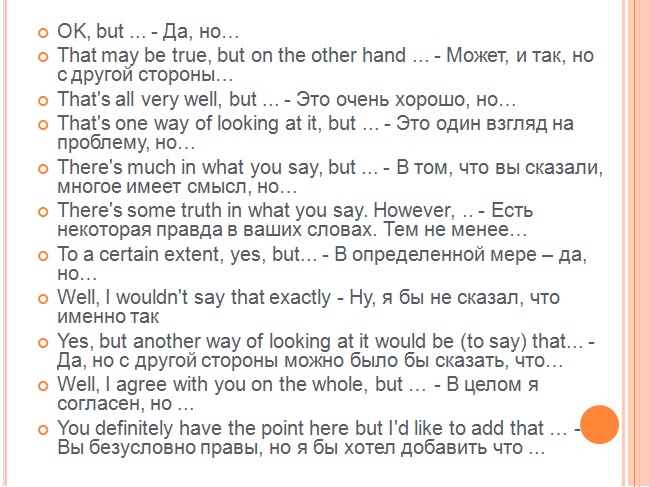 OK, but ... - Да, но…
That may be true, but on the other hand ... - Может, и так, но
с другой стороны…
That's all very well, but ... - Это очень хорошо, но…
That's one way of looking at it, but ... - Это один взгляд на
проблему, но…
There's much in what you say, but ... - В том, что вы сказали,
многое имеет смысл, но…
There's some truth in what you say. However, .. - Есть
некоторая правда в ваших словах. Тем не менее…
To a certain extent, yes, but... - В определенной мере – да,
но…
Well, I wouldn't say that exactly - Ну, я бы не сказал, что
именно так
Yes, but another way of looking at it would be (to say) that... -
Да, но с другой стороны можно было бы сказать, что…
Well, I agree with you on the whole, but … - В целом я
согласен, но ...
You definitely have the point here but I'd like to add that … -
Вы безусловно правы, но я бы хотел добавить что …